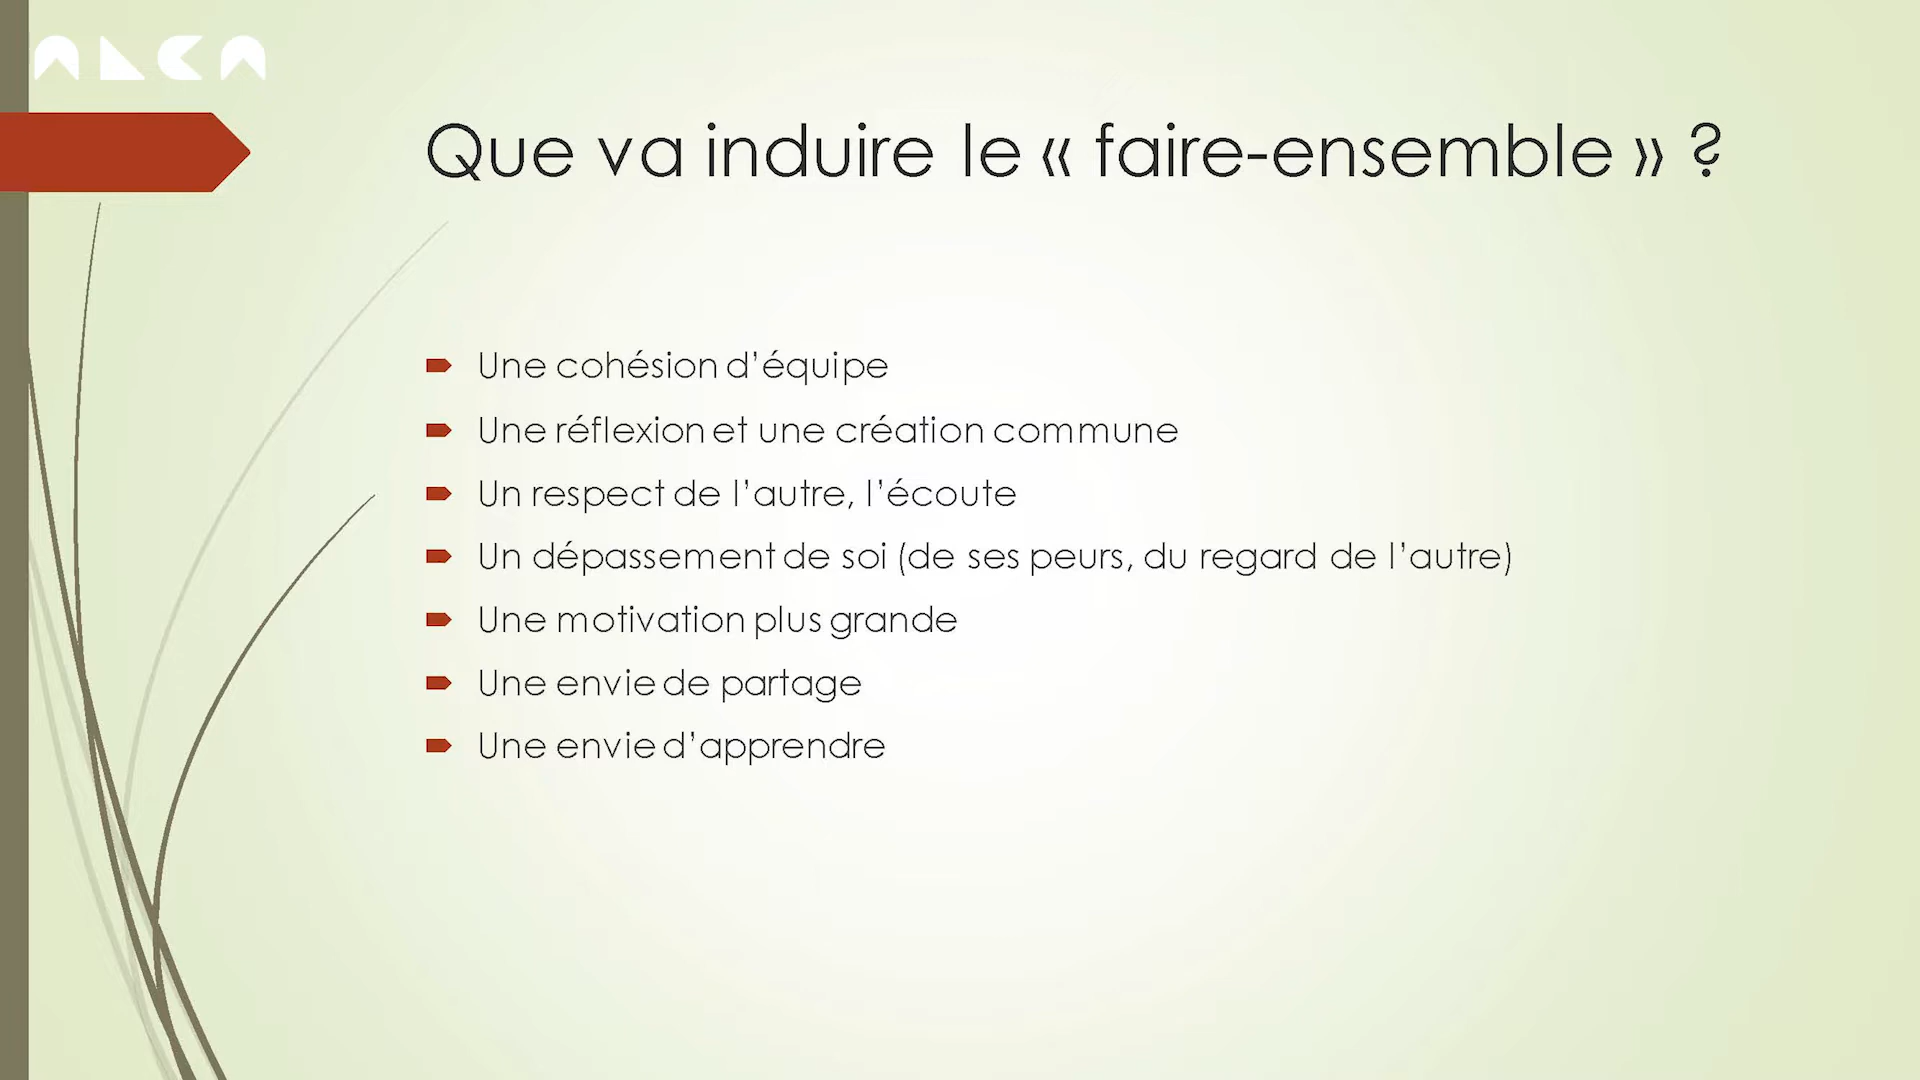 ALCA
Que va induire le « faire-ensemble » ?
Une cohésion d’équipe
Une réflexion et une création commune
Un respect de l’autre, l’écoute
Un dépassement de soi (de ses peurs, du regard de l’autre)
Une motivation plus grande
Une envie de partage
Une envie d’apprendre